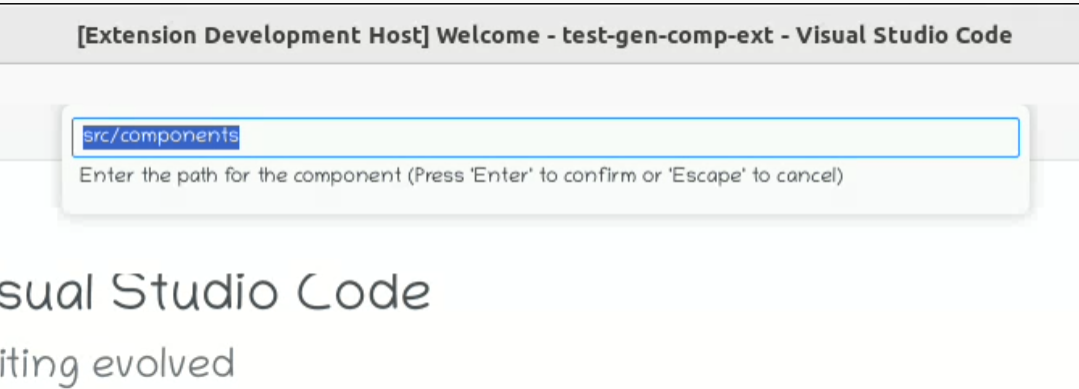 [Extension Development Host] Welcome - test-gen-comp-ext - Visual Studio Code
src/components
Enter the path for the component (Press 'Enter' to confirm or 'Escape' to cancel)
sual Studio Code
iting evolved